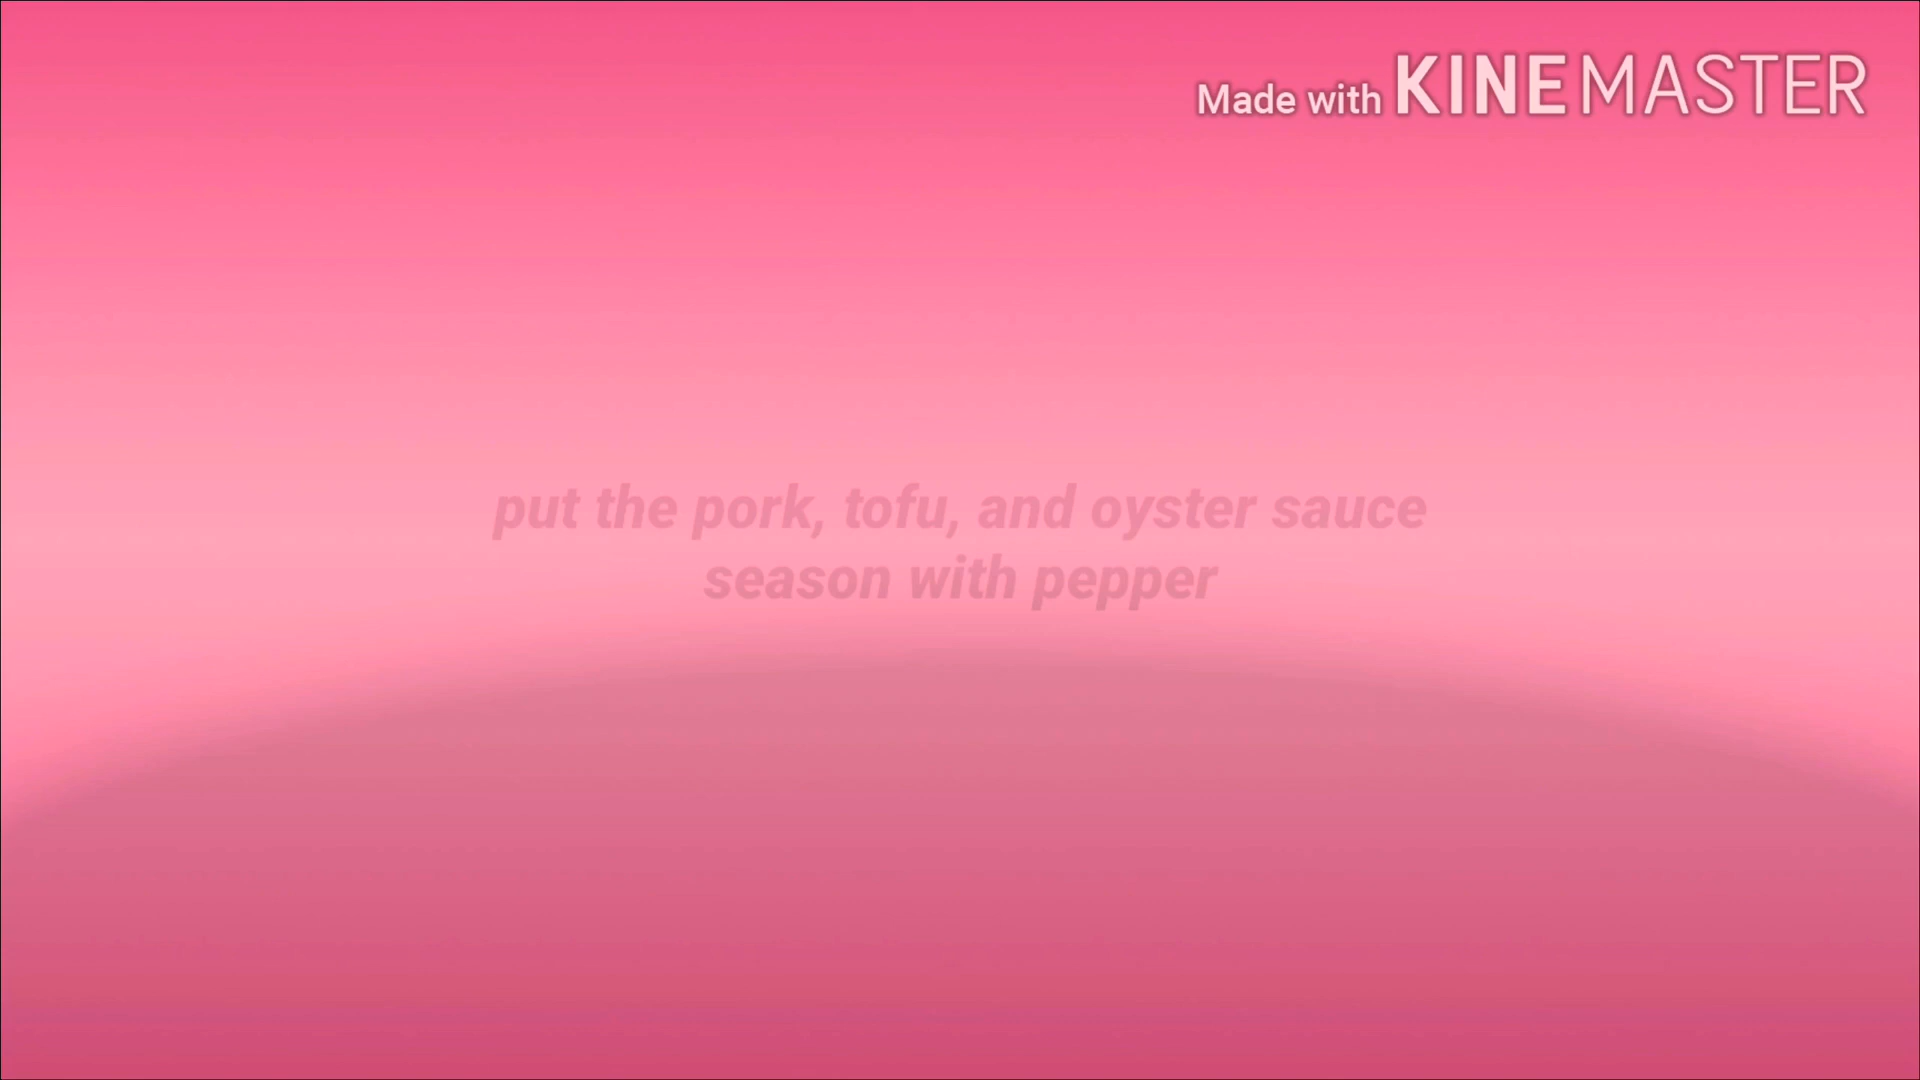 Made with KINEMASTER
put the pork, tofu, and oyster sauce
season with pepper